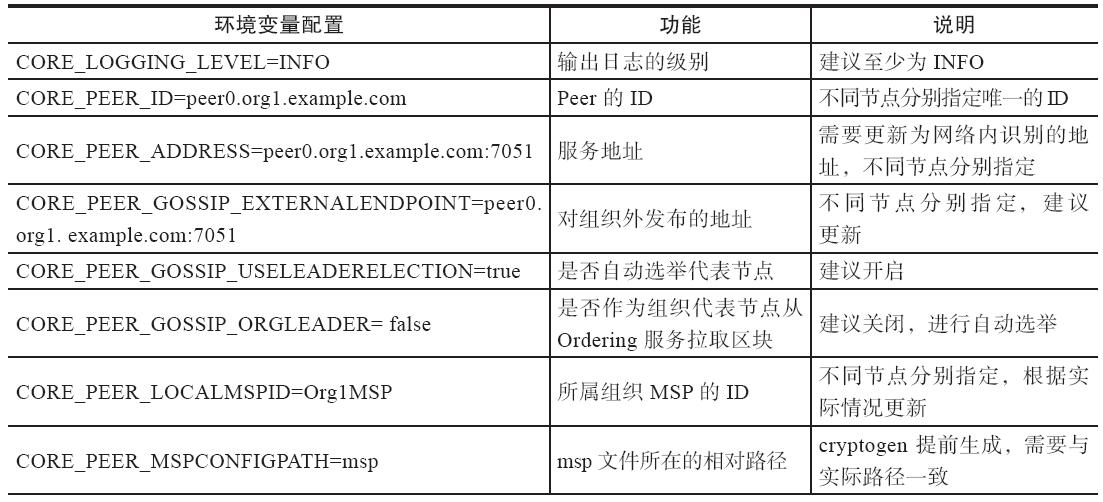 环境变量配置 功能 说明
CORE_LOGGING_LEVEL=INFO 输出日志的级别 建议至少为 INFO
CORE_PEER_ID=peer0.org1.example.com Peer 的 ID 不同节点分别指定唯一的 ID
CORE_PEER_ADDRESS=peer0.org1.example.com:7051 服务地址 需要更新为网络内识别的地
址，不同节点分别指定
CORE_PEER_GOSSIP_EXTERNALENDPOINT=peer0.
org1. example.com:7051 对组织外发布的地址 不同节点分别指定，建议
更新
CORE_PEER_GOSSIP_USELEADERELECTION=true 是否自动选举代表节点 建议开启
CORE_PEER_GOSSIP_ORGLEADER= false 是否作为组织代表节点从
Ordering 服务拉取区块 建议关闭，进行自动选举
CORE_PEER_LOCALMSPID=Org1MSP 所属组织 MSP 的 ID 不同节点分别指定，根据实
际情况更新
CORE_PEER_MSPCONFIGPATH=msp msp 文件所在的相对路径 cryptogen 提前生成，需要与
实际路径一致